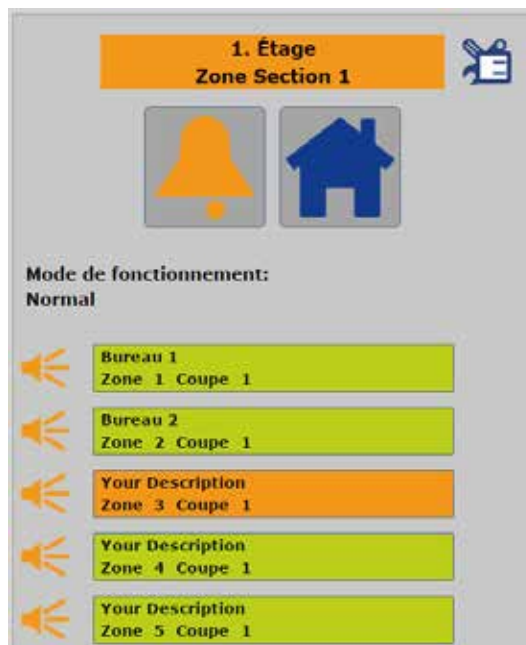 1. Étage
Zone Section 1
Mode de fonctionnement:
Normal
Bureau 1
Zone 1 Coupe 1
Bureau 2
Zone 2 Coupe 1
Your Description
Zone 3 Coupe 1
Your Description
Zone 4 Coupe 1
Your Description
Zone 5 Coupe 1